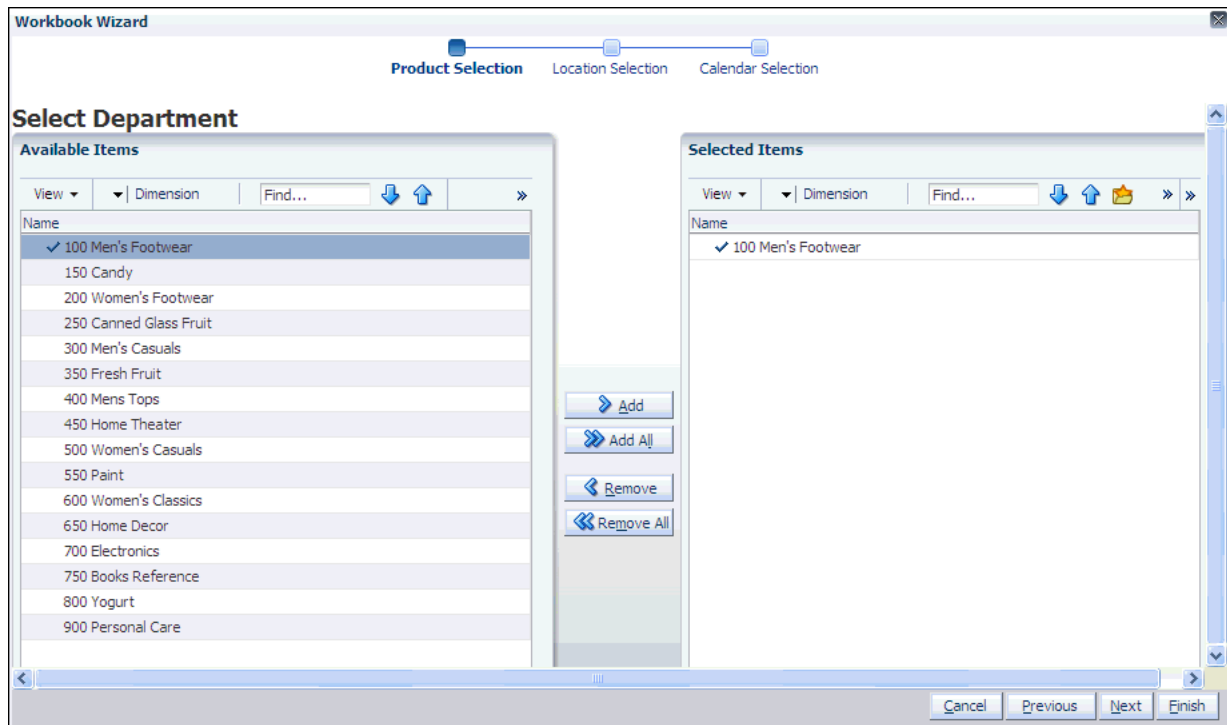 Workbook Wizard
Product Selection Location Selection Calendar Selection
Select Department
Available Items
View Dimension Find... »
Name
100 Men's Footwear
150 Candy
200 Women's Footwear
250 Canned Glass Fruit
300 Men's Casuals
350 Fresh Fruit
400 Mens Tops
450 Home Theater
500 Women's Casuals
550 Paint
600 Women's Classics
650 Home Decor
700 Electronics
750 Books Reference
800 Yogurt
900 Personal Care
Add
Add All
Remove
Remove All
Selected Items
View Dimension Find... » »
Name
100 Men's Footwear
Cancel Previous Next Finish